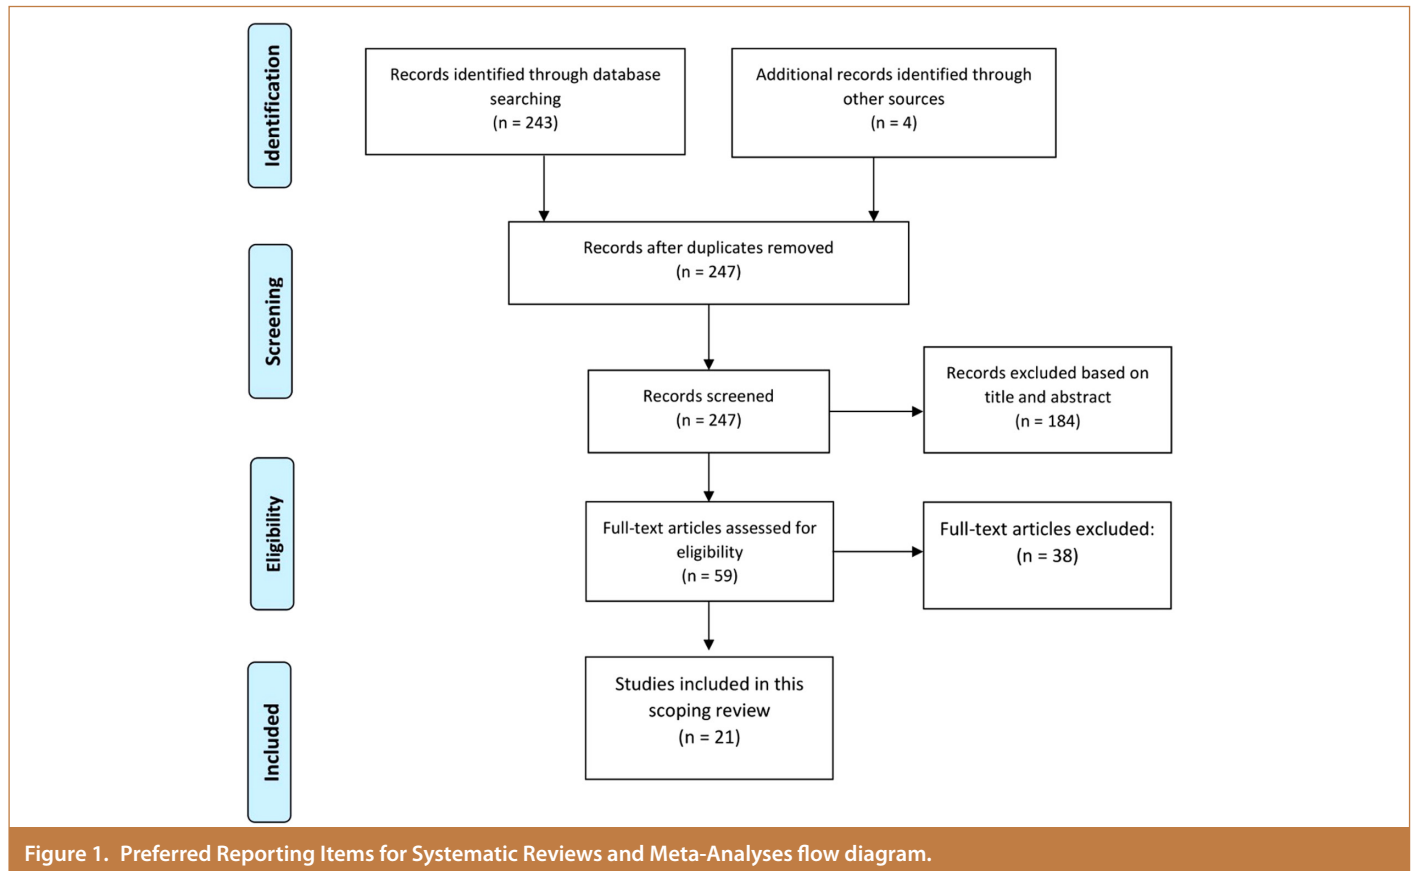 Identification
Records identified through database
searching
(n = 243)
Additional records identified through
other sources
(n = 4)
Screening
Records after duplicates removed
(n = 247)
Records screened
(n = 247)
Records excluded based on
title and abstract
(n = 184)
Eligibility
Full-text articles assessed for
eligibility
(n = 59)
Full-text articles excluded:
(n = 38)
Included
Studies included in this
scoping review
(n = 21)
Figure 1. Preferred Reporting Items for Systematic Reviews and Meta-Analyses flow diagram.